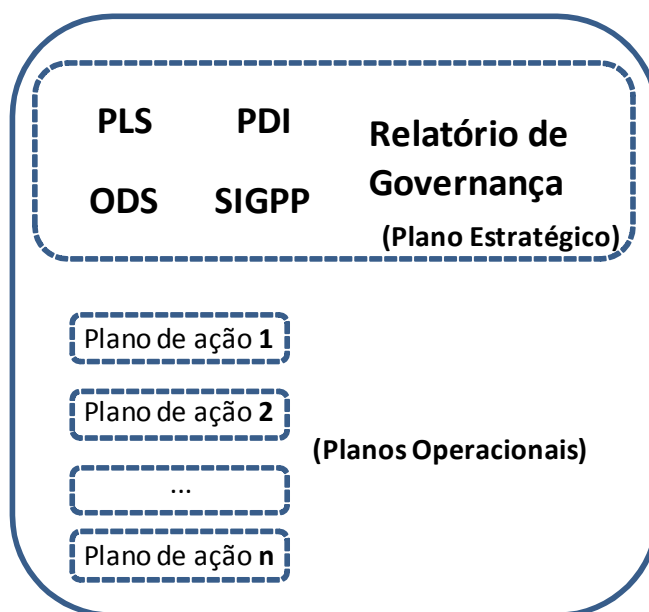 PLS PDI
ODS SIGPP
Relatório de
Governança
(Plano Estratégico)
Plano de ação 1
Plano de ação 2
...
Plano de ação n
(Planos Operacionais)